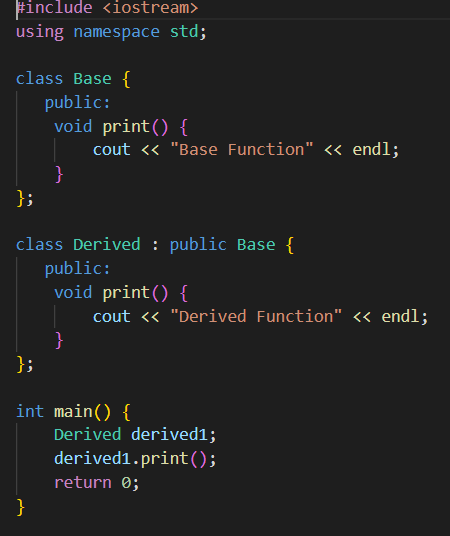 #include <iostream>
using namespace std;
class Base {
public:
void print() {
cout << "Base Function" << endl;
}
};
class Derived : public Base {
public:
void print() {
cout << "Derived Function" << endl;
}
};
int main() {
Derived derived1;
derived1.print();
return 0;
}